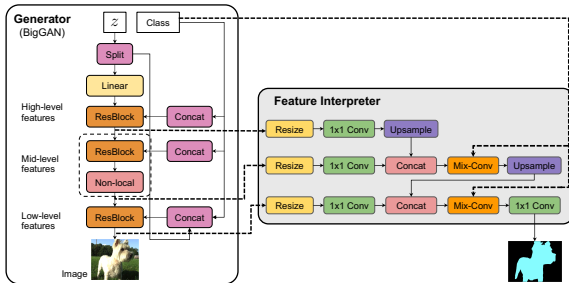 Generator
(BigGAN)
z
Class
Split
Linear
High-level
features
ResBlock
Concat
Mid-level
features
ResBlock
Concat
Non-local
Low-level
features
ResBlock
Concat
Image
Feature Interpreter
Resize
1x1 Conv
Upsample
Resize
1x1 Conv
Concat
Mix-Conv
Upsample
Resize
1x1 Conv
Concat
Mix-Conv
1x1 Conv